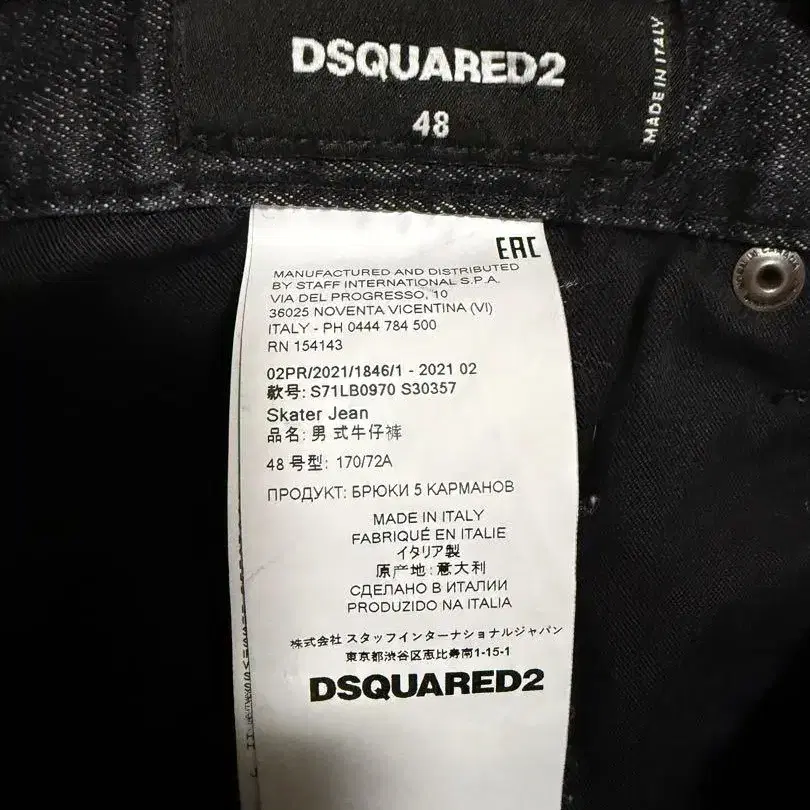 DSQUARED2
48
MADE IN ITALY
EAC
MANUFACTURED AND DISTRIBUTED
BY STAFF INTERNATIONAL S.P.A.
VIA DEL PROGRESSO, 10
36025 NOVENTA VICENTINA (VI)
ITALY - PH 0444 784 500
RN 154143
02PR/2021/1846/1 - 2021 02
款号: S71LB0970 S30357
Skater Jean
品名: 男 式牛仔裤
48 号型: 170/72A
ПРОДУКТ: БРЮКИ 5 КАРМАНОВ
MADE IN ITALY
FABRIQUÉ EN ITALIE
イタリア製
原产地:意大利
СДЕЛАНО В ИТАЛИИ
PRODUZIDO NA ITALIA
株式会社 スタッフインターナショナルジャパン
東京都渋谷区恵比寿南1-15-1
DSQUARED2